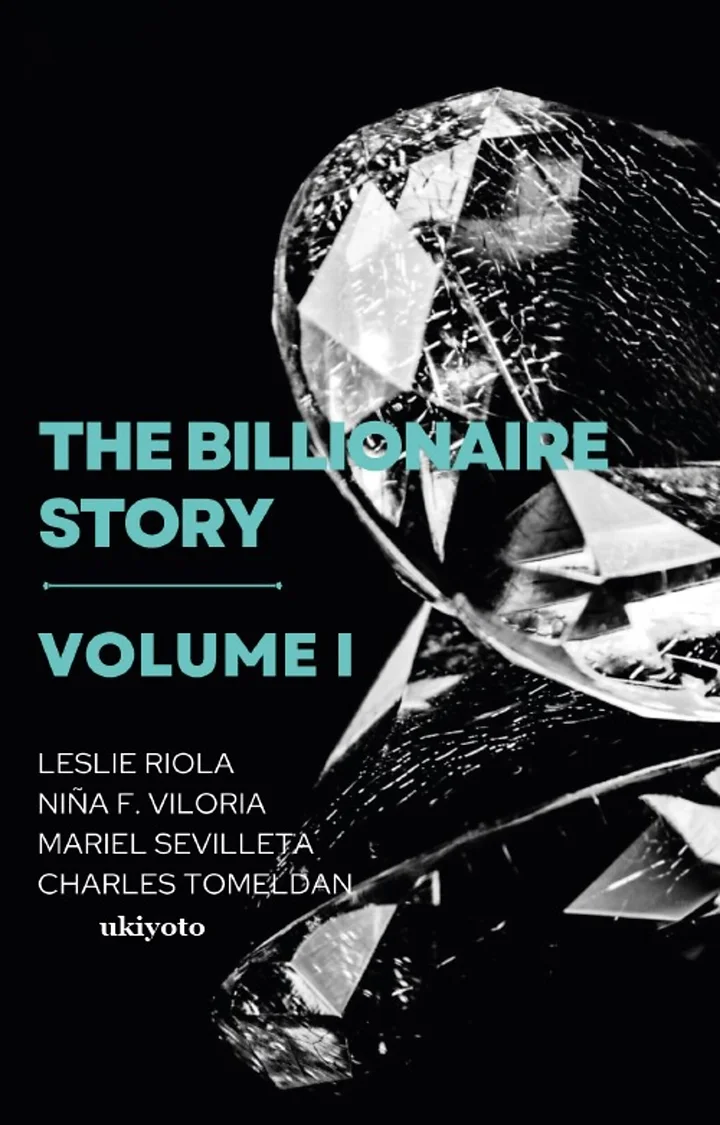 THE BILLIONAIRE
STORY
VOLUME I
LESLIE RIOLA
NIÑA F. VILORIA
MARIEL SEVILLETA
CHARLES TOMELDAN
ukiyoto